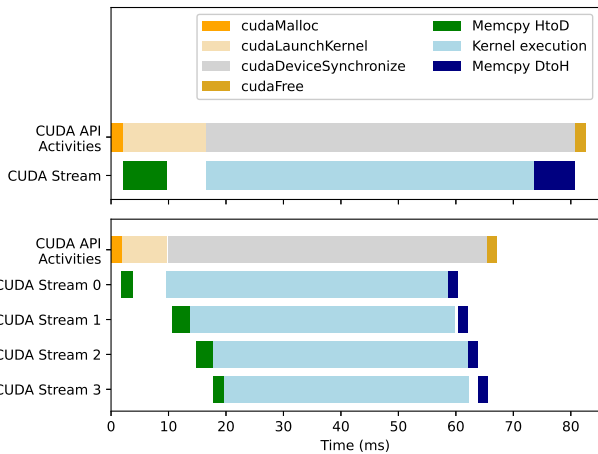 cudaMalloc
cudaLaunchKernel
cudaDeviceSynchronize
cudaFree
Memcpy HtoD
Kernel execution
Memcpy DtoH
CUDA API
Activities
CUDA Stream
CUDA API
Activities
CUDA Stream 0
CUDA Stream 1
CUDA Stream 2
CUDA Stream 3
0 10 20 30 40 50 60 70 80
Time (ms)